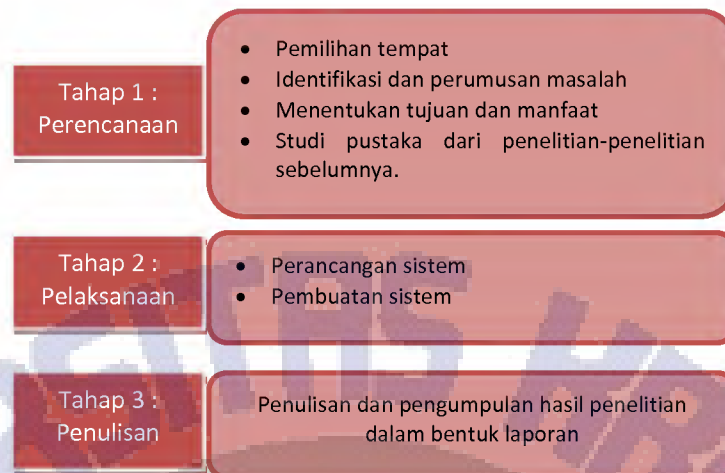 Tahap 1 :
Perencanaan
• Pemilihan tempat
• Identifikasi dan perumusan masalah
• Menentukan tujuan dan manfaat
• Studi pustaka dari penelitian-penelitian
sebelumnya.
Tahap 2 :
Pelaksanaan
• Perancangan sistem
• Pembuatan sistem
Tahap 3 :
Penulisan
Penulisan dan pengumpulan hasil penelitian
dalam bentuk laporan